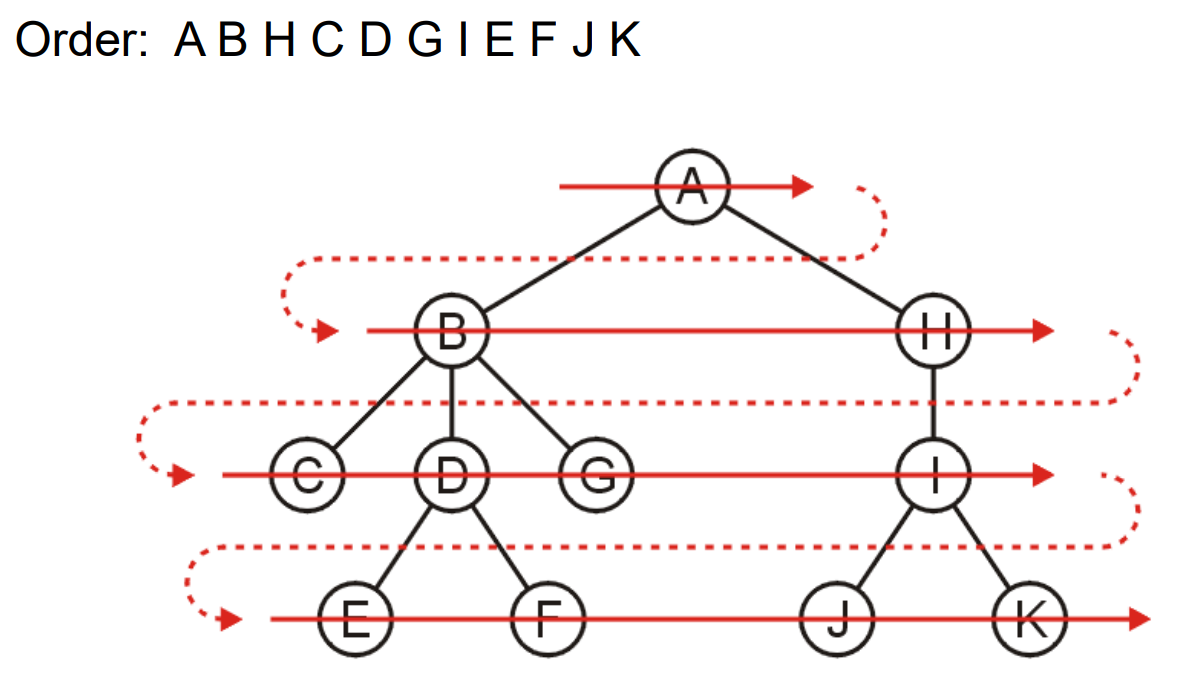 Order: A B H C D G I E F J K
A
B H
C D G I
E F J K